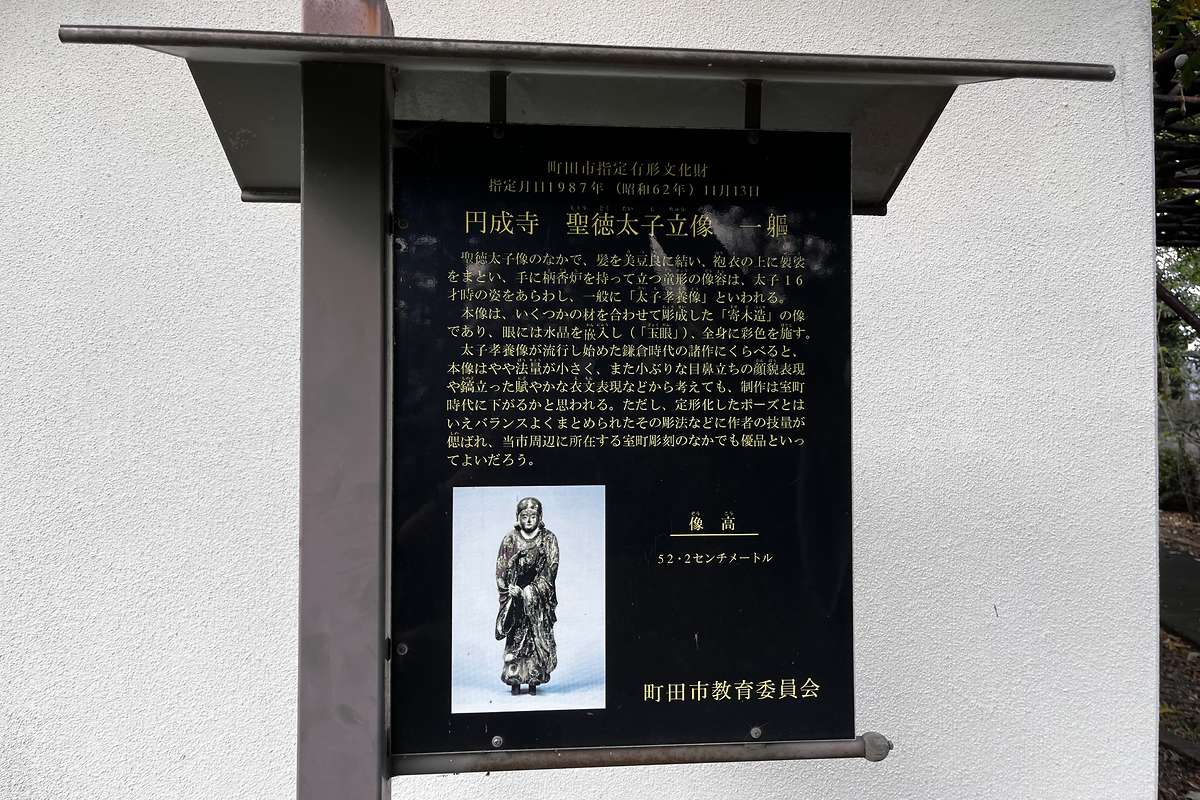 町田市指定有形文化財
指定月日1987年（昭和62年）11月13日
円成寺　聖徳太子立像　一軀
聖徳太子像のなかで、髪を美豆良に結い、袍衣の上に袈裟
をまとい、手に柄香炉を持って立つ童形の像容は、太子16
才時の姿をあらわし、一般に「太子孝養像」といわれる。
本像は、いくつかの材を合わせて彫成した「寄木造」の像
であり、眼には水晶を嵌入し（「玉眼」）、全身に彩色を施す。
太子孝養像が流行し始めた鎌倉時代の諸作にくらべると、
本像はやや法量が小さく、また小ぶりな目鼻立ちの顔貌表現
や鎬立った賦やかな衣文表現などから考えても、制作は室町
時代に下がるかと思われる。ただし、定形化したポーズとは
いえバランスよくまとめられたその彫法などに作者の技量が
偲ばれ、当市周辺に所在する室町彫刻のなかでも優品といっ
てよいだろう。
像高
52・2センチメートル
町田市教育委員会